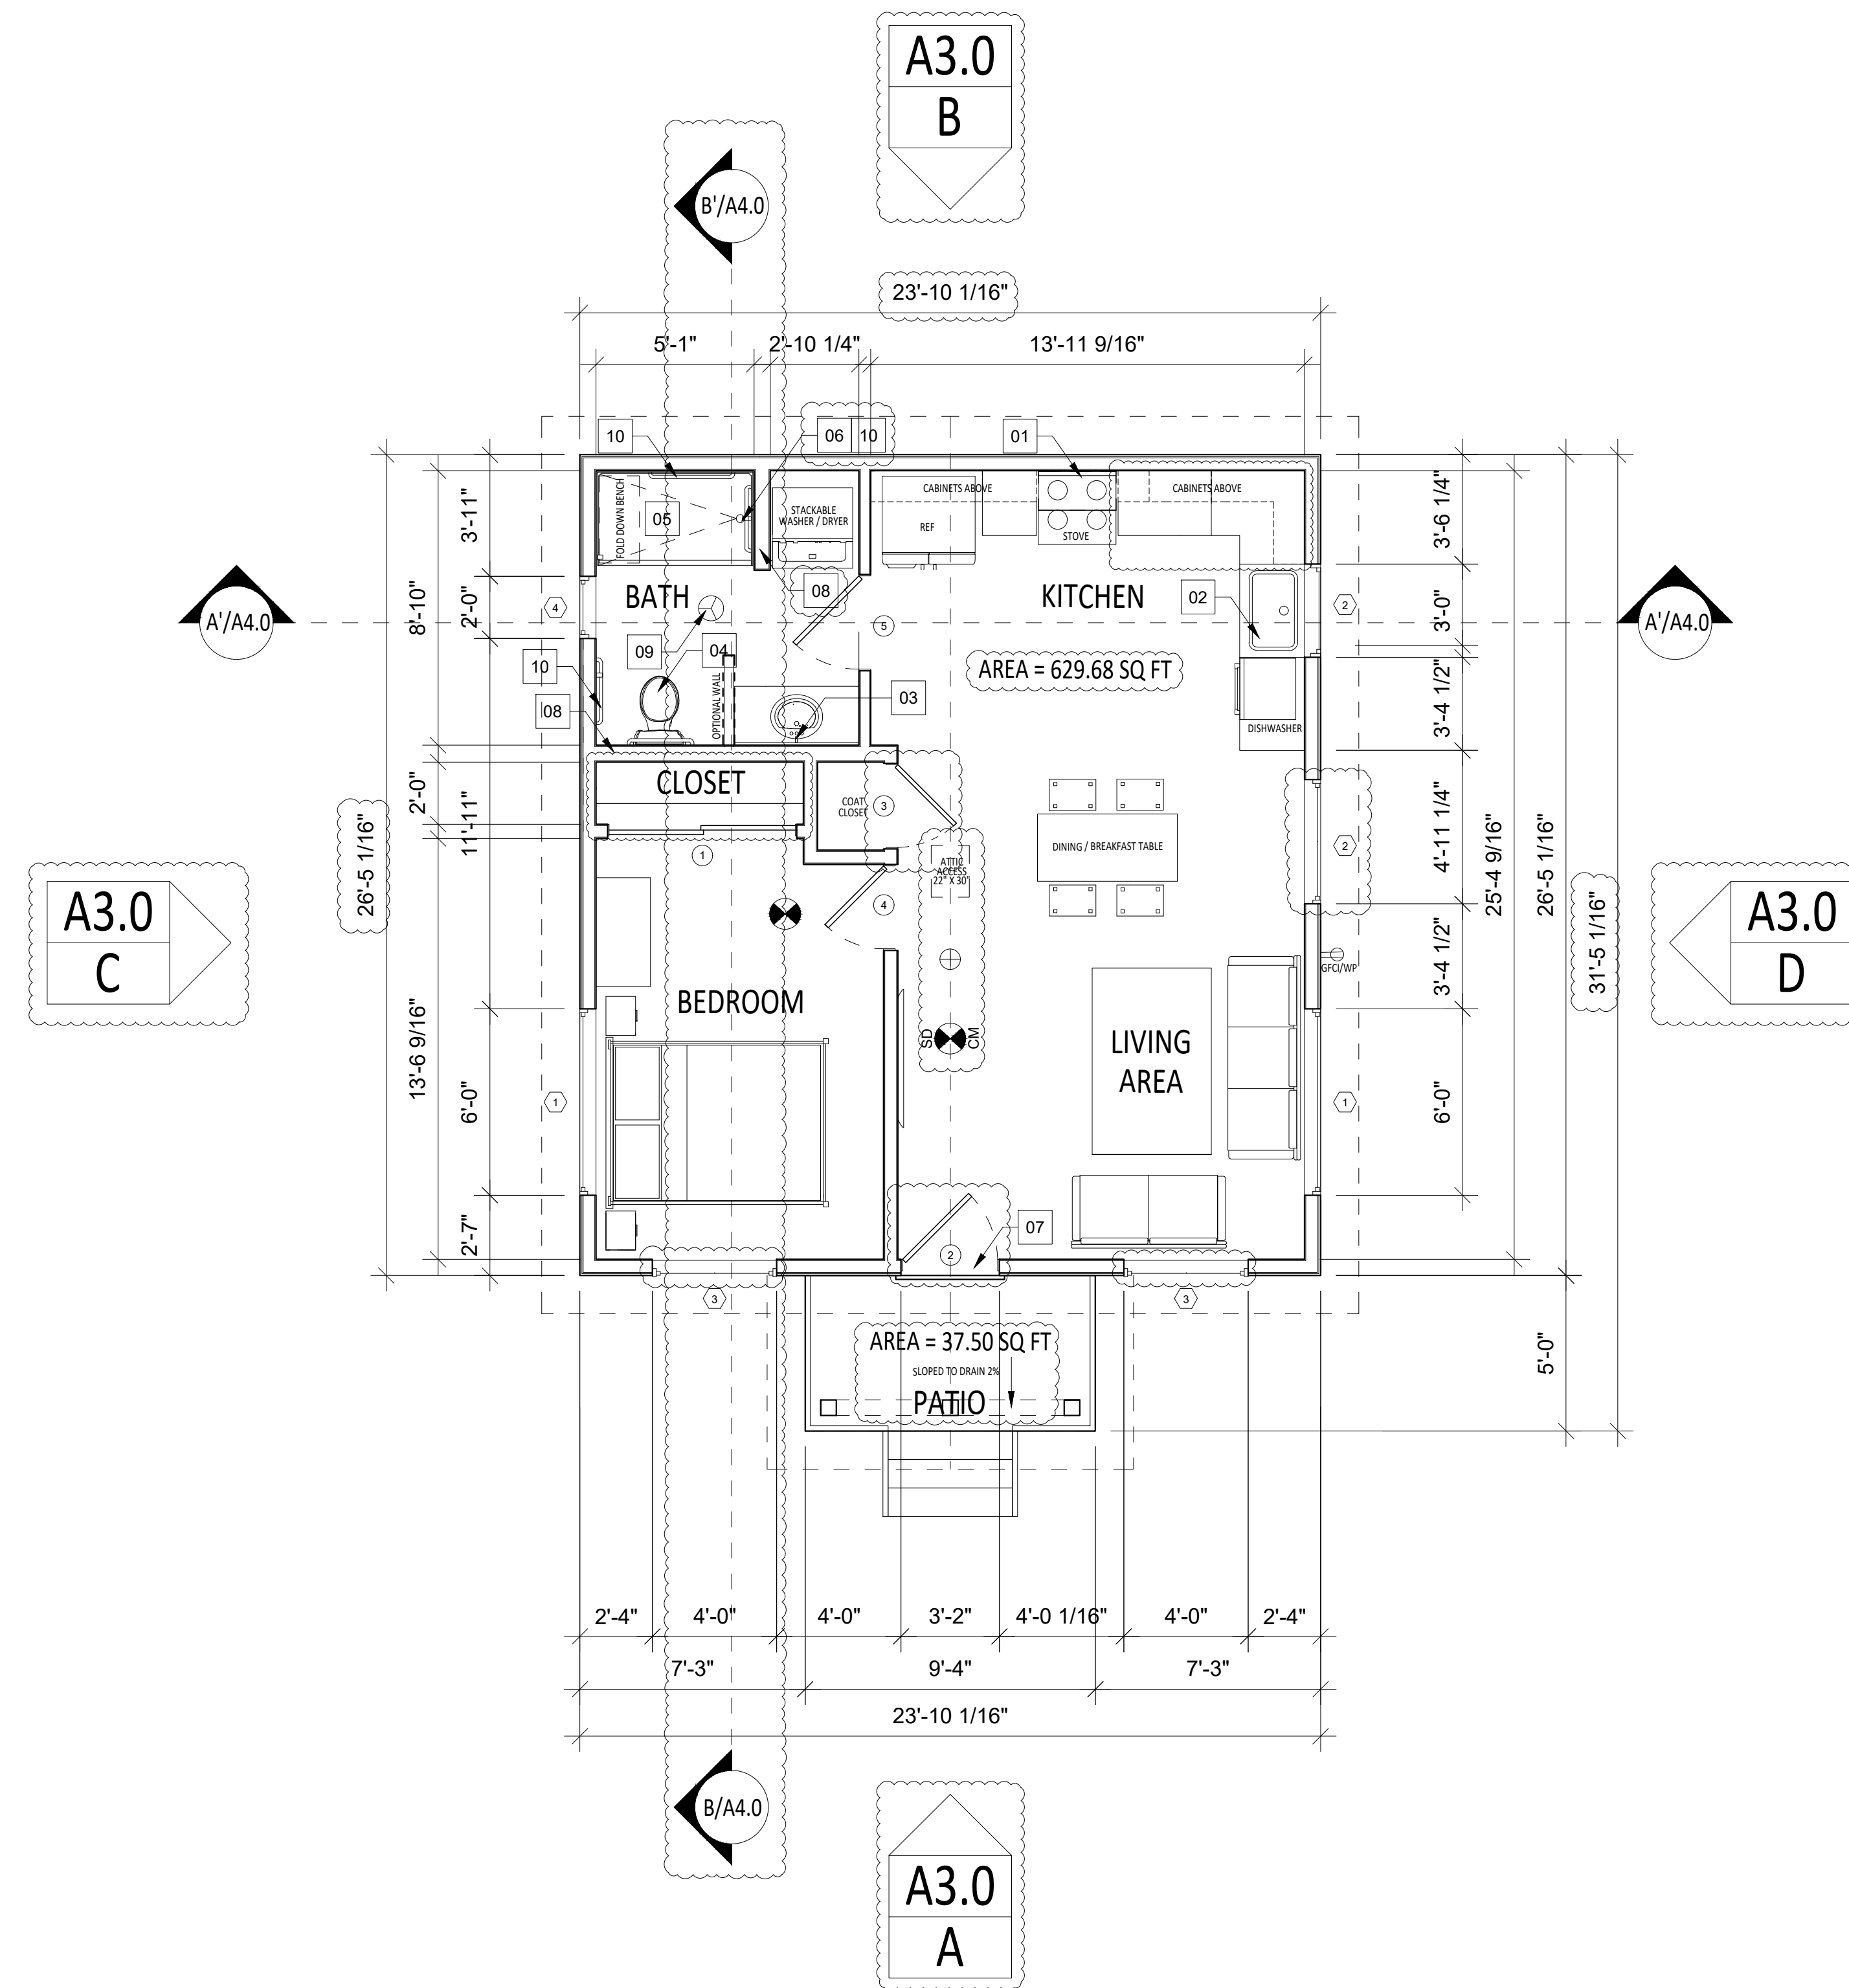 A3.0
B
B'/A4.0
23'-10 1/16"
5'-1"
2'-10 1/4"
13'-11 9/16"
10
06
10
01
FOLD DOWN BENCH
05
STACKABLE
WASHER / DRYER
CABINETS ABOVE
CABINETS ABOVE
REF
STOVE
3'-11"
3'-6 1/4"
A'/A4.0
8'-10"
2'-0"
4
BATH
08
5
KITCHEN
02
2
3'-0"
A'/A4.0
09
04
10
08
OPTIONAL WALL
03
AREA = 629.68 SQ FT
DISHWASHER
3'-4 1/2"
CLOSET
COAT
CLOSET
3
2'-0"
11'-11"
26'-5 1/16"
1
ATTIC
ACCESS
22" X 30"
DINING / BREAKFAST TABLE
2
4'-11 1/4"
25'-4 9/16"
26'-5 1/16"
31'-5 1/16"
A3.0
C
4
A3.0
D
GFCI/WP
3'-4 1/2"
13'-6 9/16"
BEDROOM
SD
CM
LIVING
AREA
6'-0"
1
1
6'-0"
2'-7"
07
2
3
3
AREA = 37.50 SQ FT
SLOPED TO DRAIN 2%
PATIO
5'-0"
2'-4"
4'-0"
4'-0"
3'-2"
4'-0 1/16"
4'-0"
2'-4"
7'-3"
9'-4"
7'-3"
23'-10 1/16"
B/A4.0
A3.0
A